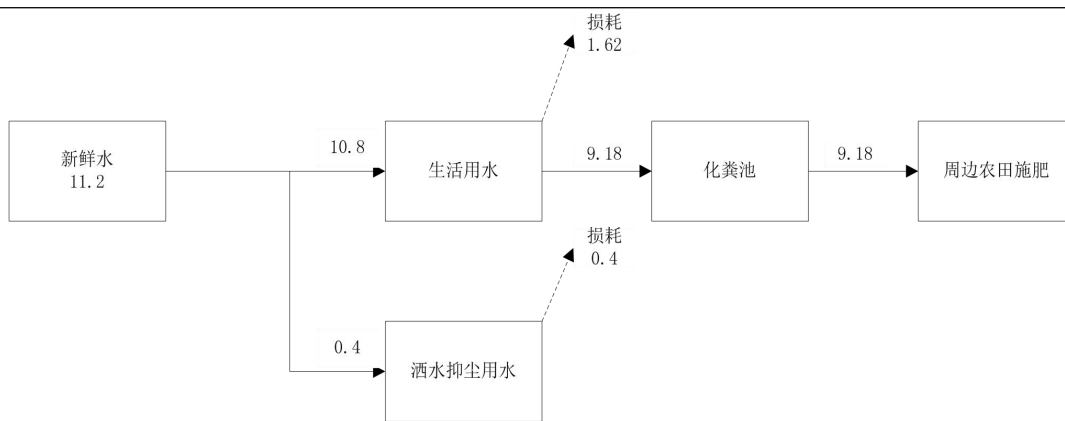 损耗
1.62
新鲜水
11.2
10.8
生活用水
9.18
化粪池
9.18
周边农田施肥
损耗
0.4
0.4
洒水抑尘用水